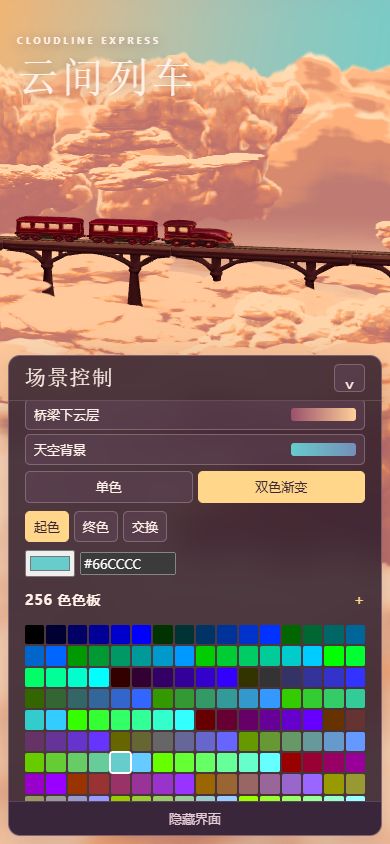 CLOUDLINE EXPRESS
云间列车
场景控制
桥梁下云层
天空背景
单色 双色渐变
起色 终色 交换
#66CCCC
256 色色板 +
隐藏界面